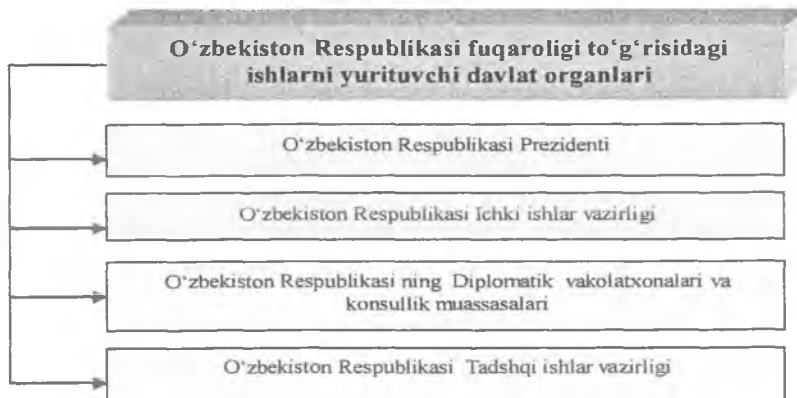 O‘zbekiston Respublikasi fuqaroligi to‘g‘risidagi
ishlarni yurituvchi davlat organlari
O‘zbekiston Respublikasi Prezidenti
O‘zbekiston Respublikasi Ichki ishlar vazirligi
O‘zbekiston Respublikasi ning Diplomatik vakolatxonalari va
konsullik muassasalari
O‘zbekiston Respublikasi Tadshqi ishlar vazirligi